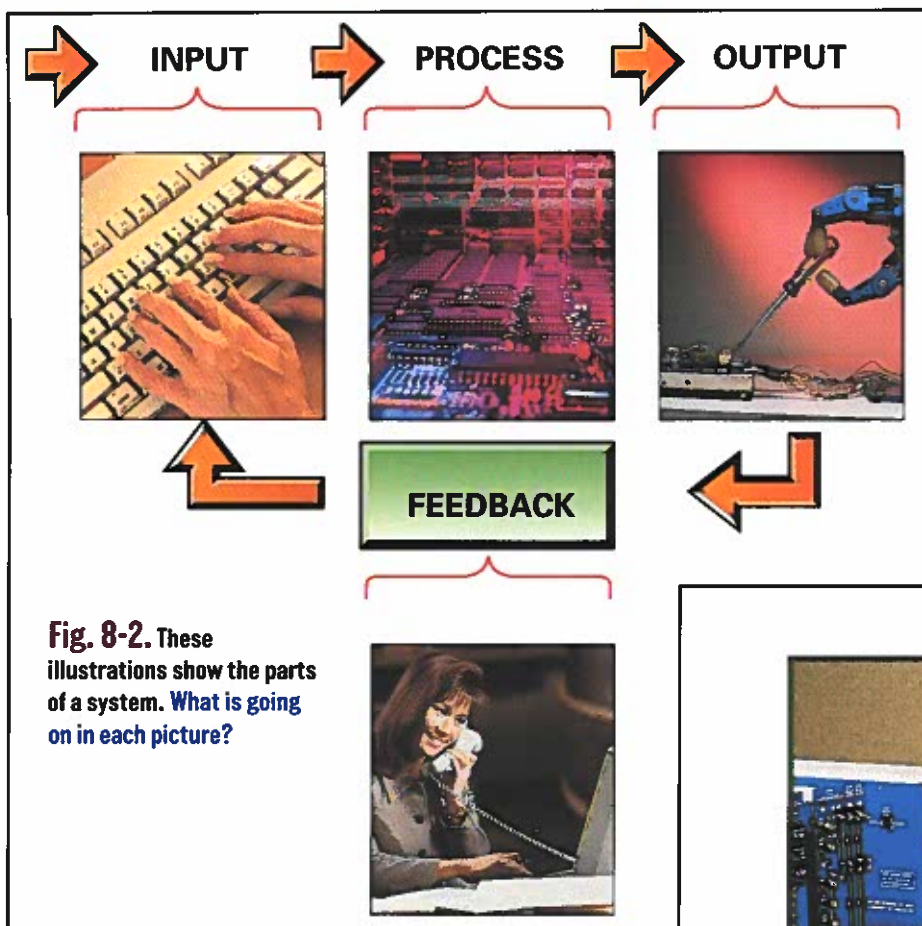 INPUT
PROCESS
OUTPUT
FEEDBACK
Fig. 8-2. These
illustrations show the parts
of a system. What is going
on in each picture?